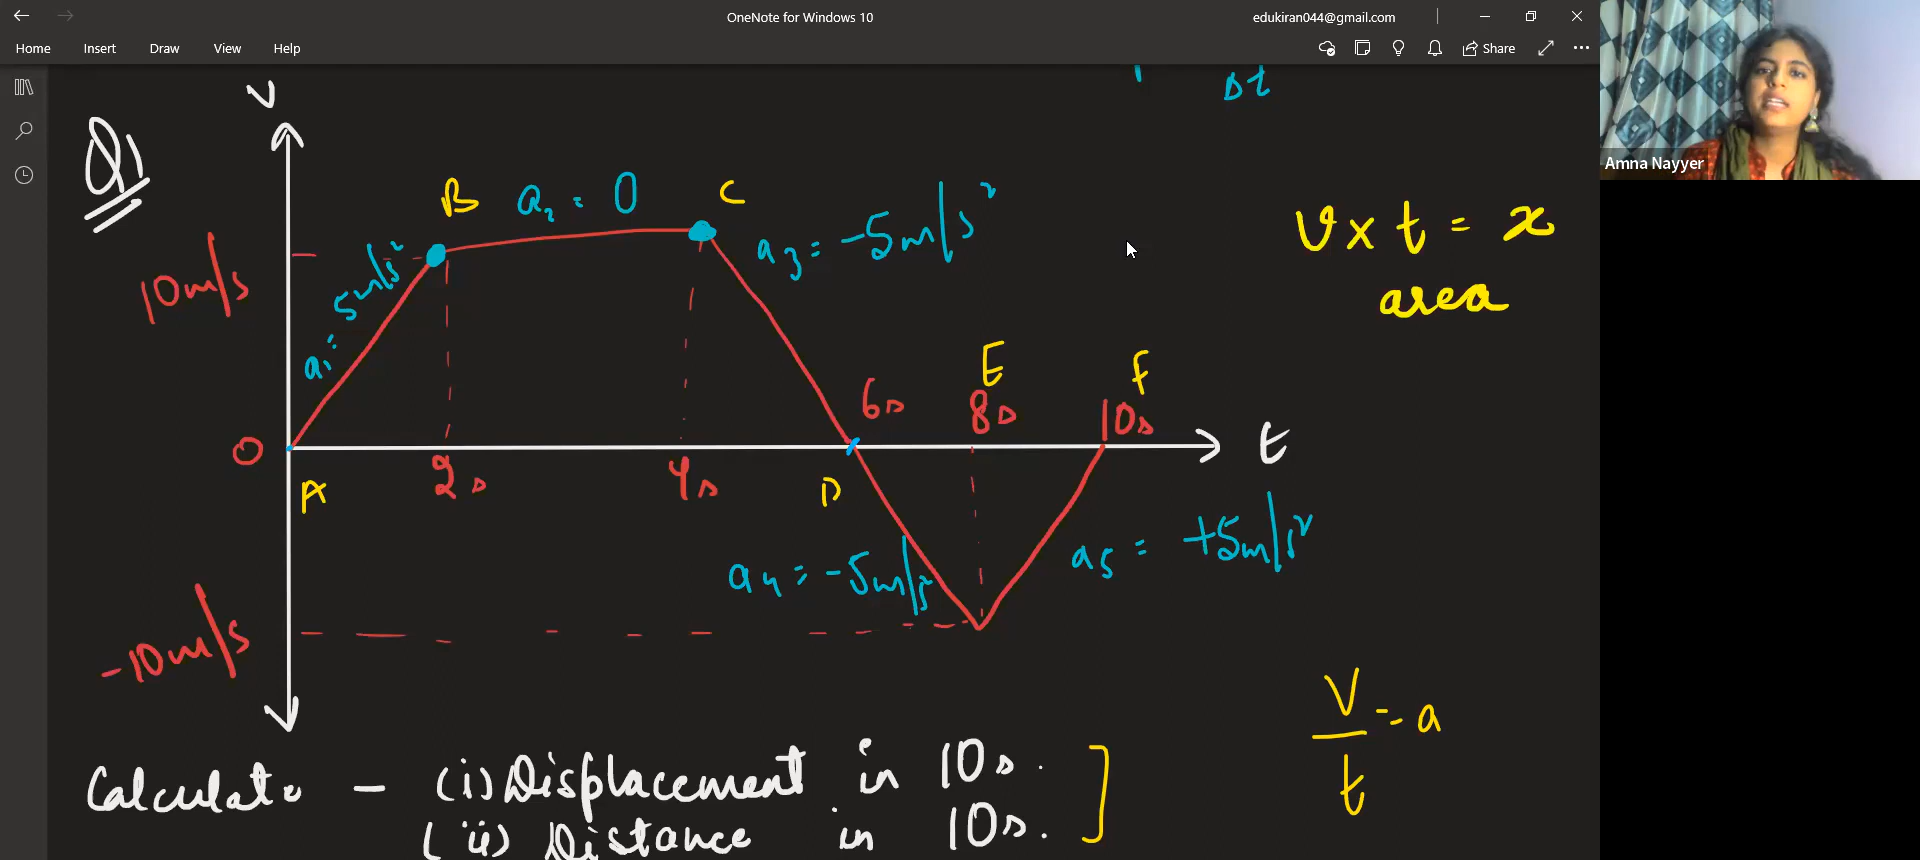 OneNote for Windows 10
edukiran044@gmail.com
Home Insert Draw View Help
Share
Amna Nayyer
Q1
V
Δt
B a₂ = 0 C
a₃ = -5m/s²
10m/s
a₁ = 5m/s²
v x t = x
area
E F
6s 8s 10s
O t
A 2s 4s D
a₄ = -5m/s²
a₅ = +5m/s²
-10m/s
V/t = a
Calculate - (i) Displacement in 10s.
(ii) Distance in 10s.